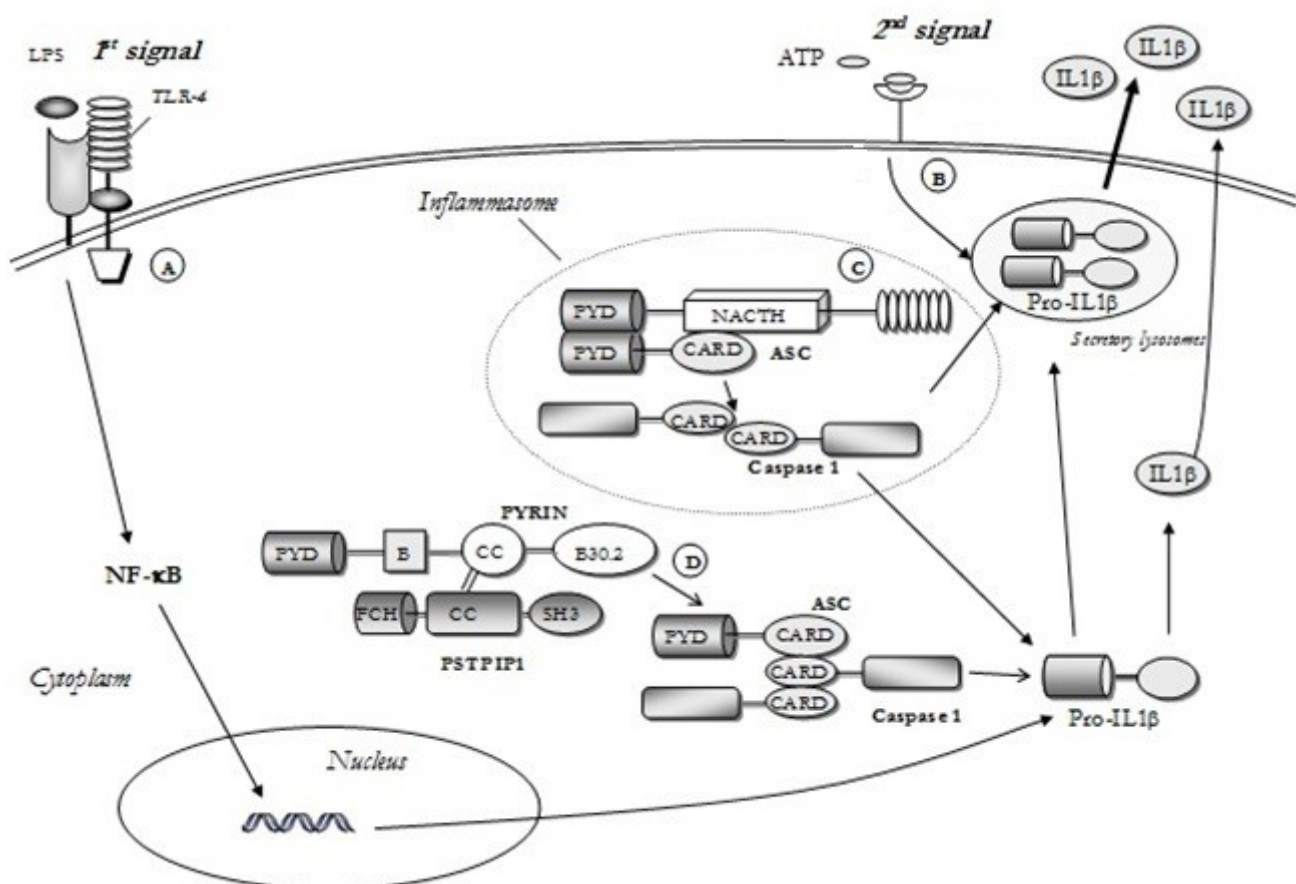 1st signal
LPS
TLR-4
A
2nd signal
ATP
B
IL1β
IL1β
IL1β
Inflammasome
C
PYD
NACTH
PYD
CARD
ASC
CARD
CARD
Caspase 1
Pro-IL1β
Secretory lysosomes
IL1β
PYRIN
PYD
B
CC
B30.2
D
FCH
CC
SH3
PSTPIP1
NF-κB
ASC
PYD
CARD
CARD
CARD
Caspase 1
Pro-IL1β
Cytoplasm
Nucleus